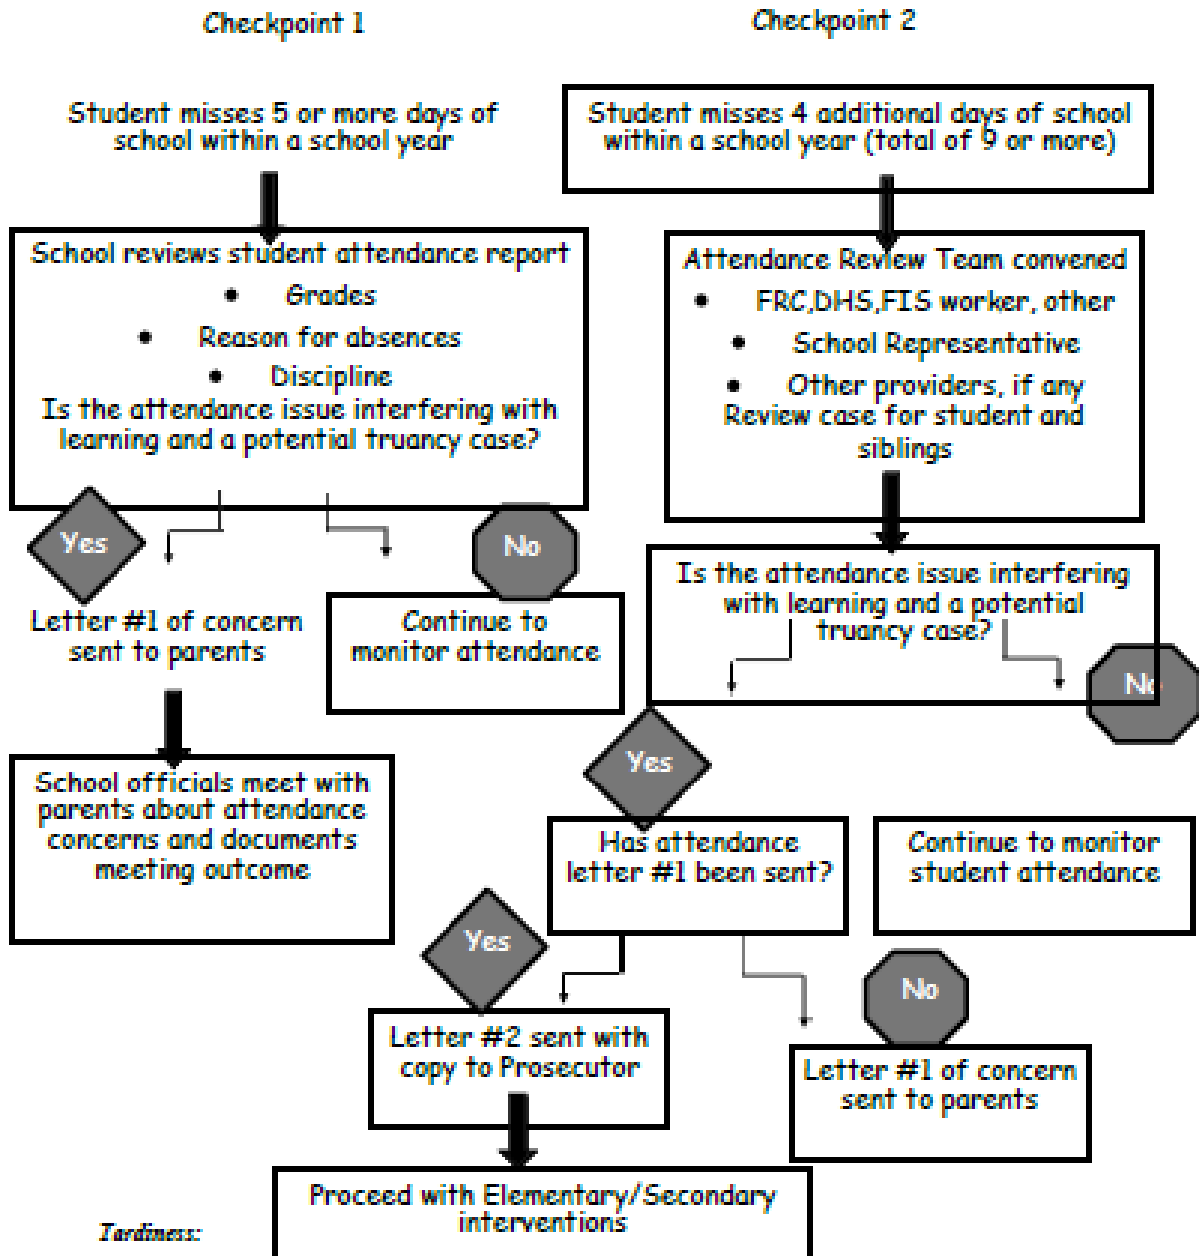 Checkpoint 1
Student misses 5 or more days of
school within a school year
School reviews student attendance report
• Grades
• Reason for absences
• Discipline
Is the attendance issue interfering with
learning and a potential truancy case?
Yes
No
Letter #1 of concern
sent to parents
Continue to
monitor attendance
School officials meet with
parents about attendance
concerns and documents
meeting outcome
Checkpoint 2
Student misses 4 additional days of school
within a school year (total of 9 or more)
Attendance Review Team convened
• FRC,DHS,FIS worker, other
• School Representative
• Other providers, if any
Review case for student and
siblings
Is the attendance issue interfering
with learning and a potential
truancy case?
No
Yes
Has attendance
letter #1 been sent?
Continue to monitor
student attendance
Yes
No
Letter #2 sent with
copy to Prosecutor
Letter #1 of concern
sent to parents
Proceed with Elementary/Secondary
interventions
Tardiness: